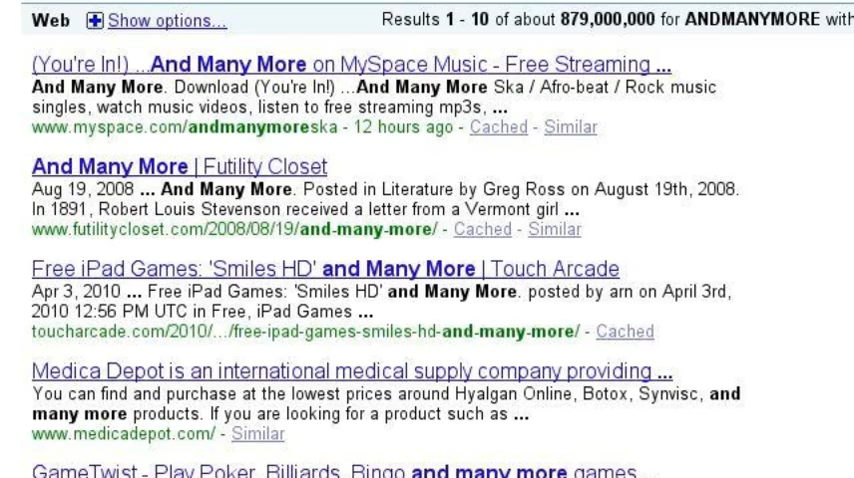 Web Show options... Results 1 - 10 of about 879,000,000 for ANDMANYMORE with
(You're In!) ...And Many More on MySpace Music - Free Streaming ...
And Many More. Download (You're In!) ...And Many More Ska / Afro-beat / Rock music
singles, watch music videos, listen to free streaming mp3s, ...
www.myspace.com/andmanymoreska - 12 hours ago - Cached - Similar
And Many More | Futility Closet
Aug 19, 2008 ... And Many More. Posted in Literature by Greg Ross on August 19th, 2008.
In 1891, Robert Louis Stevenson received a letter from a Vermont girl ...
www.futilitycloset.com/2008/08/19/and-many-more/ - Cached - Similar
Free iPad Games: 'Smiles HD' and Many More | Touch Arcade
Apr 3, 2010 ... Free iPad Games: 'Smiles HD' and Many More. posted by arn on April 3rd,
2010 12:56 PM UTC in Free, iPad Games ...
toucharcade.com/2010/.../free-ipad-games-smiles-hd-and-many-more/ - Cached
Medica Depot is an international medical supply company providing ...
You can find and purchase at the lowest prices around Hyalgan Online, Botox, Synvisc, and
many more products. If you are looking for a product such as ...
www.medicadepot.com/ - Similar
GameTwist - Play Poker, Billiards, Bingo and many more games ...